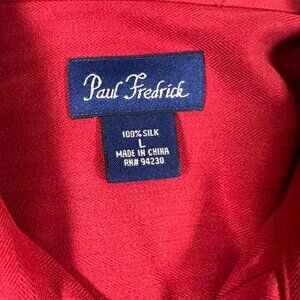 Paul Fredrick
100% SILK
L
MADE IN CHINA
RN# 94230